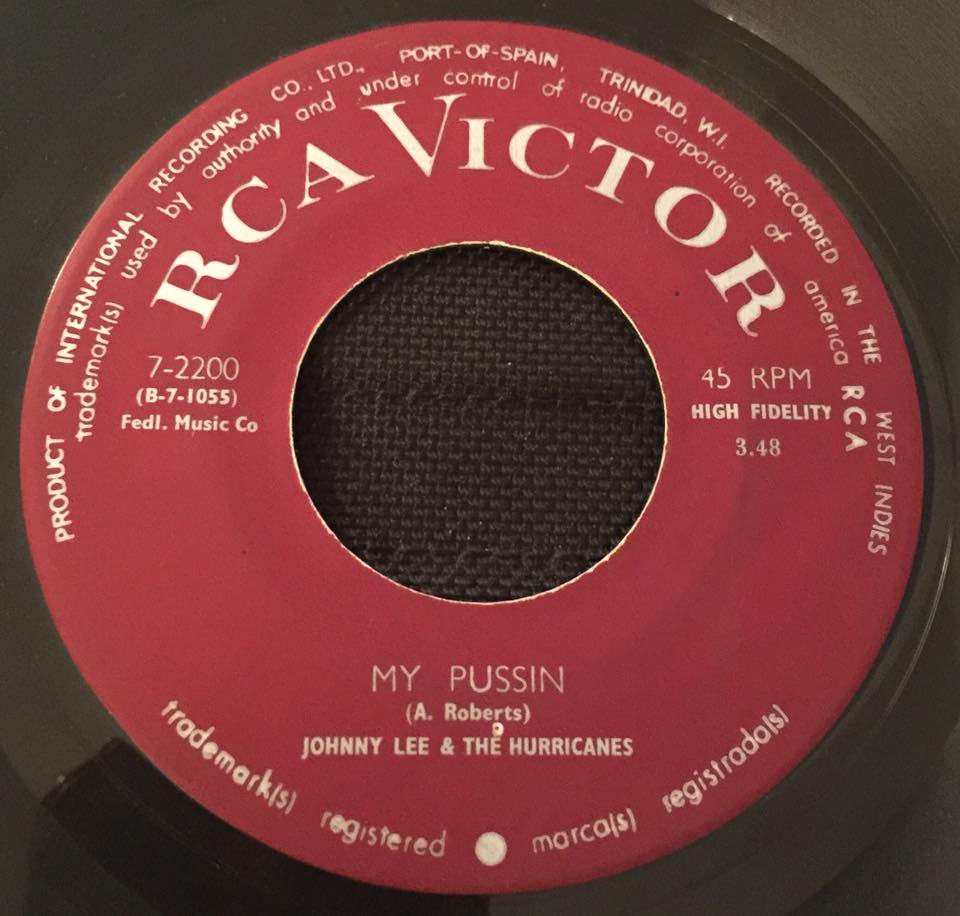 PRODUCT OF INTERNATIONAL RECORDING CO., LTD., PORT-OF-SPAIN, TRINIDAD, W.I. RECORDED IN THE WEST INDIES
trademark(s) used by authority and under control of radio corporation of america RCA
RCA VICTOR
7-2200
(B-7-1055)
Fedl. Music Co
45 RPM
HIGH FIDELITY
3.48
MY PUSSIN
(A. Roberts)
JOHNNY LEE & THE HURRICANES
trademark(s) registered marca(s) registrada(s)